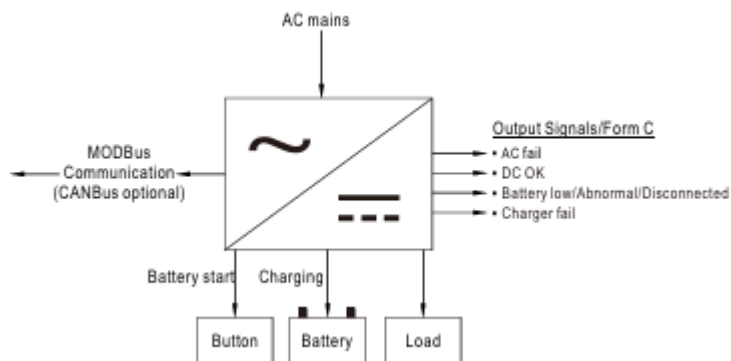 AC mains
MODBus
Communication
(CANBus optional)
Output Signals/Form C
• AC fail
• DC OK
• Battery low/Abnormal/Disconnected
• Charger fail
Battery start
Charging
Button
Battery
Load